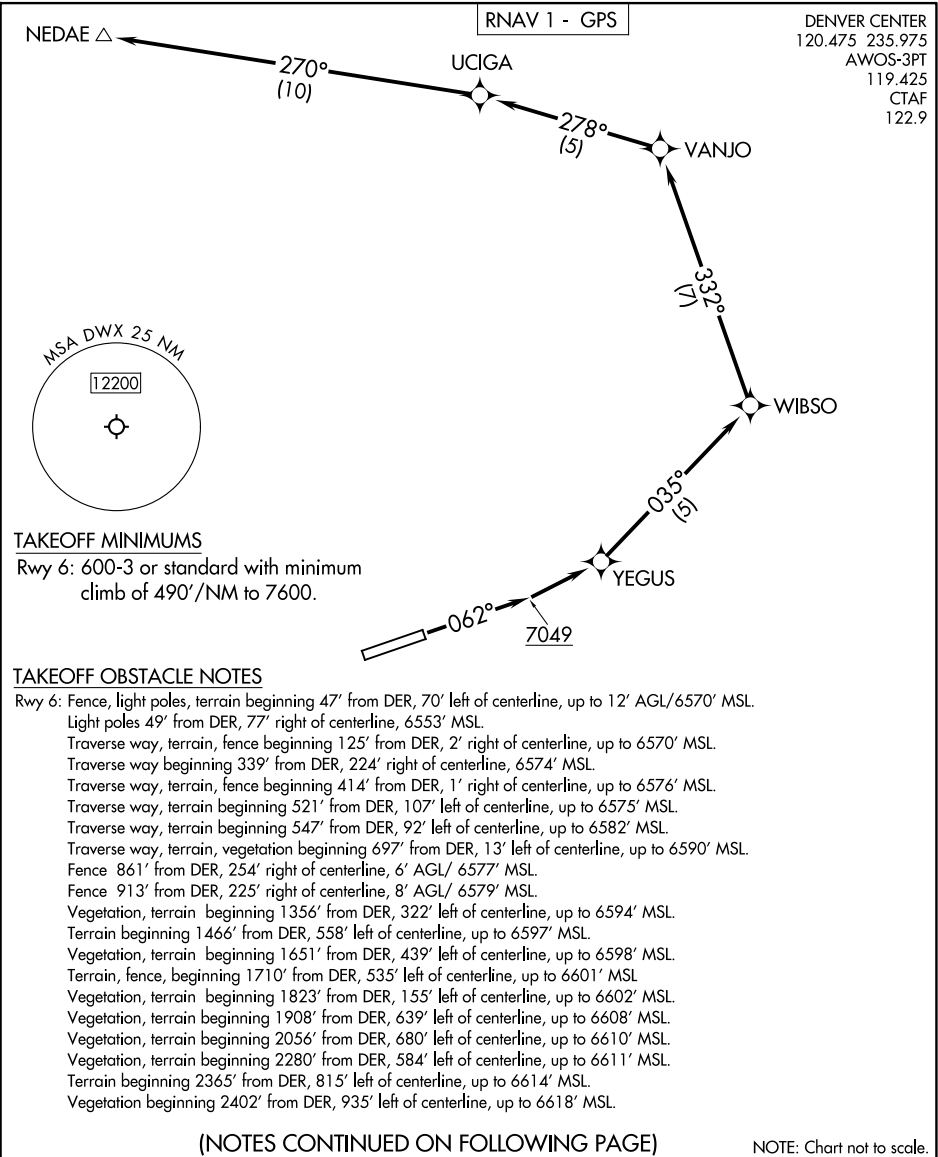 RNAV 1 - GPS
DENVER CENTER
120.475 235.975
AWOS-3PT
119.425
CTAF
122.9
NEDAE
270°
(10)
UCIGA
278°
(5)
VANJO
332°
(7)
WIBSO
035°
(5)
YEGUS
062°
7049
MSA DWX 25 NM
12200
TAKEOFF MINIMUMS
Rwy 6: 600-3 or standard with minimum
climb of 490'/NM to 7600.
TAKEOFF OBSTACLE NOTES
Rwy 6: Fence, light poles, terrain beginning 47' from DER, 70' left of centerline, up to 12' AGL/6570' MSL.
Light poles 49' from DER, 77' right of centerline, 6553' MSL.
Traverse way, terrain, fence beginning 125' from DER, 2' right of centerline, up to 6570' MSL.
Traverse way beginning 339' from DER, 224' right of centerline, 6574' MSL.
Traverse way, terrain, fence beginning 414' from DER, 1' right of centerline, up to 6576' MSL.
Traverse way, terrain beginning 521' from DER, 107' left of centerline, up to 6575' MSL.
Traverse way, terrain beginning 547' from DER, 92' left of centerline, up to 6582' MSL.
Traverse way, terrain, vegetation beginning 697' from DER, 13' left of centerline, up to 6590' MSL.
Fence 861' from DER, 254' right of centerline, 6' AGL/ 6577' MSL.
Fence 913' from DER, 225' right of centerline, 8' AGL/ 6579' MSL.
Vegetation, terrain beginning 1356' from DER, 322' left of centerline, up to 6594' MSL.
Terrain beginning 1466' from DER, 558' left of centerline, up to 6597' MSL.
Vegetation, terrain beginning 1651' from DER, 439' left of centerline, up to 6598' MSL.
Terrain, fence, beginning 1710' from DER, 535' left of centerline, up to 6601' MSL
Vegetation, terrain beginning 1823' from DER, 155' left of centerline, up to 6602' MSL.
Vegetation, terrain beginning 1908' from DER, 639' left of centerline, up to 6608' MSL.
Vegetation, terrain beginning 2056' from DER, 680' left of centerline, up to 6610' MSL.
Vegetation, terrain beginning 2280' from DER, 584' left of centerline, up to 6611' MSL.
Terrain beginning 2365' from DER, 815' left of centerline, up to 6614' MSL.
Vegetation beginning 2402' from DER, 935' left of centerline, up to 6618' MSL.
(NOTES CONTINUED ON FOLLOWING PAGE)
NOTE: Chart not to scale.